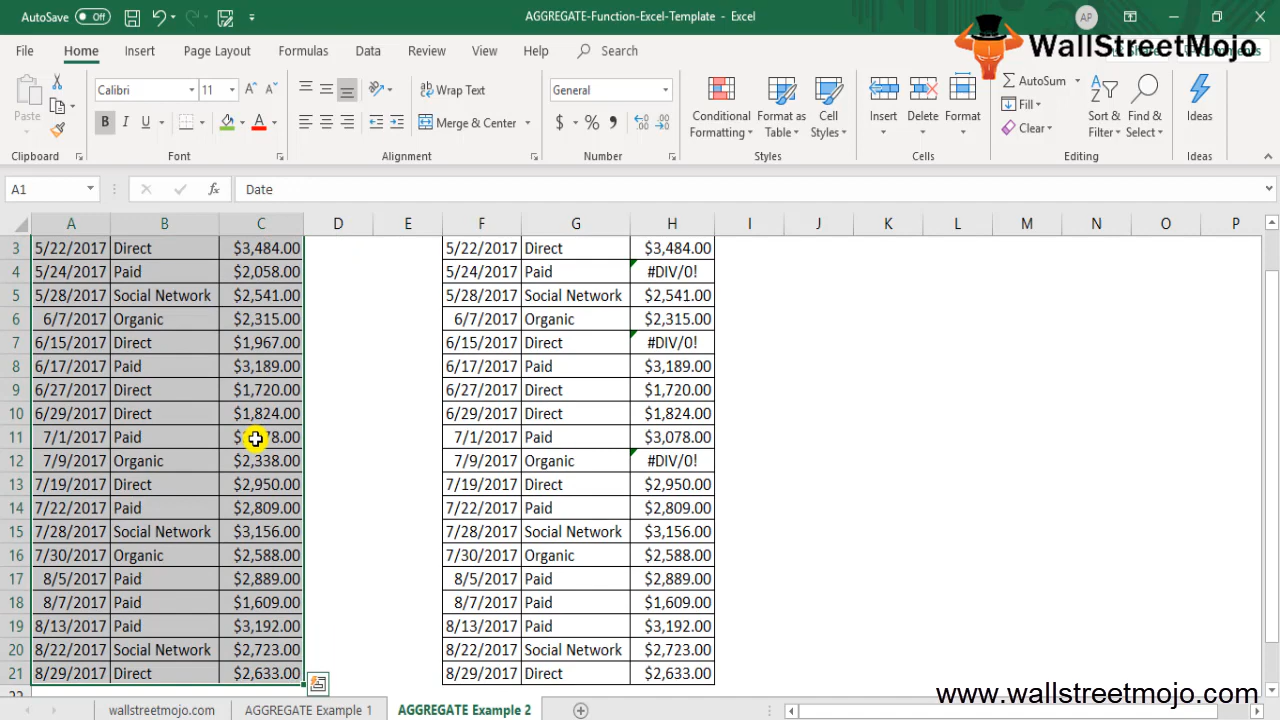 AutoSave Off AGGREGATE-Function-Excel-Template - Excel AP
WallStreetMojo
File Home Insert Page Layout Formulas Data Review View Help Search
Paste Calibri 11 A A Wrap Text General AutoSum
B I U A Merge & Center $ % Fill
Conditional Formatting Format as Table Cell Styles Insert Delete Format Clear Sort & Filter Find & Select Ideas
Clipboard Font Alignment Number Styles Cells Editing Ideas
A1 fx Date
A B C D E F G H I J K L M N O P
3 5/22/2017 Direct $3,484.00 5/22/2017 Direct $3,484.00
4 5/24/2017 Paid $2,058.00 5/24/2017 Paid #DIV/0!
5 5/28/2017 Social Network $2,541.00 5/28/2017 Social Network $2,541.00
6 6/7/2017 Organic $2,315.00 6/7/2017 Organic $2,315.00
7 6/15/2017 Direct $1,967.00 6/15/2017 Direct #DIV/0!
8 6/17/2017 Paid $3,189.00 6/17/2017 Paid $3,189.00
9 6/27/2017 Direct $1,720.00 6/27/2017 Direct $1,720.00
10 6/29/2017 Direct $1,824.00 6/29/2017 Direct $1,824.00
11 7/1/2017 Paid 7/1/2017 Paid $3,078.00
12 7/9/2017 Organic $2,338.00 7/9/2017 Organic #DIV/0!
13 7/19/2017 Direct $2,950.00 7/19/2017 Direct $2,950.00
14 7/22/2017 Paid $2,809.00 7/22/2017 Paid $2,809.00
15 7/28/2017 Social Network $3,156.00 7/28/2017 Social Network $3,156.00
16 7/30/2017 Organic $2,588.00 7/30/2017 Organic $2,588.00
17 8/5/2017 Paid $2,889.00 8/5/2017 Paid $2,889.00
18 8/7/2017 Paid $1,609.00 8/7/2017 Paid $1,609.00
19 8/13/2017 Paid $3,192.00 8/13/2017 Paid $3,192.00
20 8/22/2017 Social Network $2,723.00 8/22/2017 Social Network $2,723.00
21 8/29/2017 Direct $2,633.00 8/29/2017 Direct $2,633.00
www.wallstreetmojo.com
wallstreetmojo.com AGGREGATE Example 1 AGGREGATE Example 2